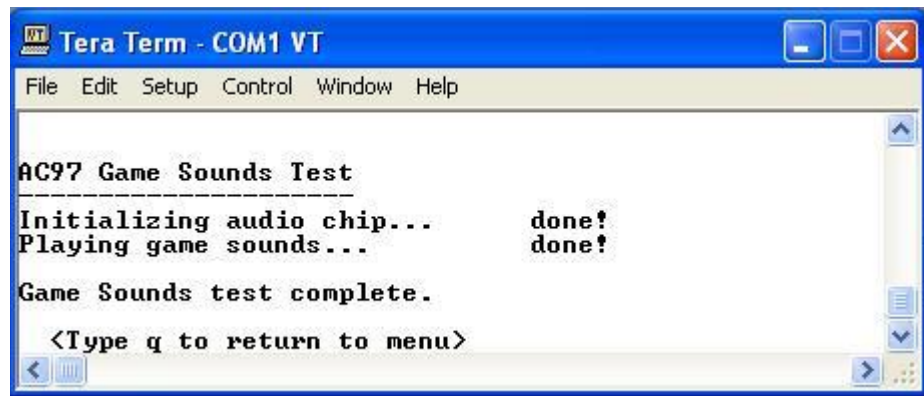 Tera Term - COM1 VT
File Edit Setup Control Window Help
AC97 Game Sounds Test
---------------------
Initializing audio chip... done!
Playing game sounds... done!
Game Sounds test complete.
<Type q to return to menu>